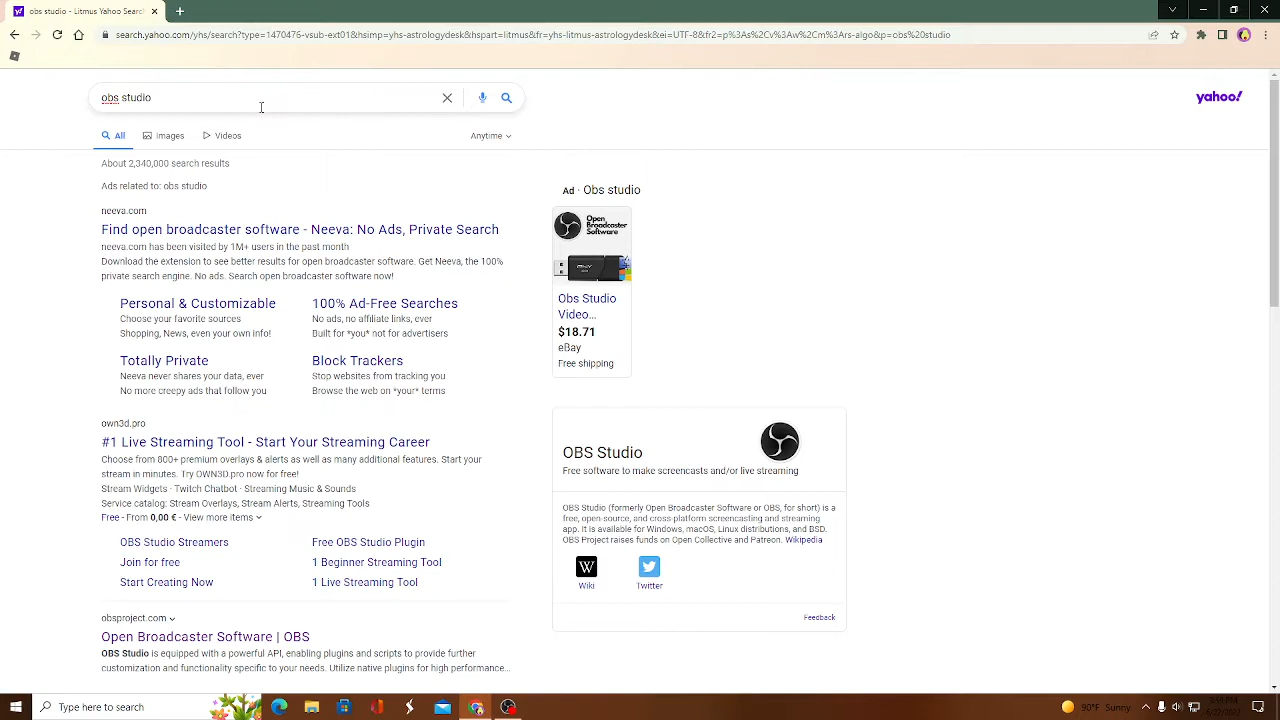 obs studio - Litmus Yahoo Search
search.yahoo.com/yhs/search?type=1470476-vsub-ext01&hsimp=yhs-astrologydesk&hspart=litmus&fr=yhs-litmus-astrologydesk&ei=UTF-8&fr2=p%3As%2Cv%3Aw%2Cm%3Ars-algo&p=obs%20studio
obs studio
yahoo!
All Images Videos Anytime
About 2,340,000 search results
Ads related to: obs studio
neeva.com
Find open broadcaster software - Neeva: No Ads, Private Search
neeva.com has been visited by 1M+ users in the past month
Download the extension to see better results for open broadcaster software. Get Neeva, the 100%
private search engine. No ads. Search open broadcaster software now!
Personal & Customizable
Choose your favorite sources
Shopping, News, even your own info!
100% Ad-Free Searches
No ads, no affiliate links, ever
Built for *you* not for advertisers
Totally Private
Neeva never shares your data, ever
No more creepy ads that follow you
Block Trackers
Stop websites from tracking you
Browse the web on *your* terms
own3d.pro
#1 Live Streaming Tool - Start Your Streaming Career
Choose from 800+ premium overlays & alerts as well as many additional features. Start your
stream in minutes. Try OWN3D.pro now for free!
Stream Widgets · Twitch Chatbot · Streaming Music & Sounds
Service catalog: Stream Overlays, Stream Alerts, Streaming Tools
Free - From 0,00 € - View more items
OBS Studio Streamers
Free OBS Studio Plugin
Join for free
1 Beginner Streaming Tool
Start Creating Now
1 Live Streaming Tool
obsproject.com
Open Broadcaster Software | OBS
OBS Studio is equipped with a powerful API, enabling plugins and scripts to provide further
customization and functionality specific to your needs. Utilize native plugins for high performance...
Ad · Obs studio
Open
Broadcaster
Software
PNY
Obs Studio
Video...
$18.71
eBay
Free shipping
OBS Studio
Free software to make screencasts and/or live streaming
OBS Studio (formerly Open Broadcaster Software or OBS, for short) is a
free, open-source, and cross-platform screencasting and streaming
app. It is available for Windows, macOS, Linux distributions, and BSD.
OBS Project raises funds on Open Collective and Patreon. Wikipedia
W
Wiki Twitter
Feedback
Type here to search
90°F Sunny